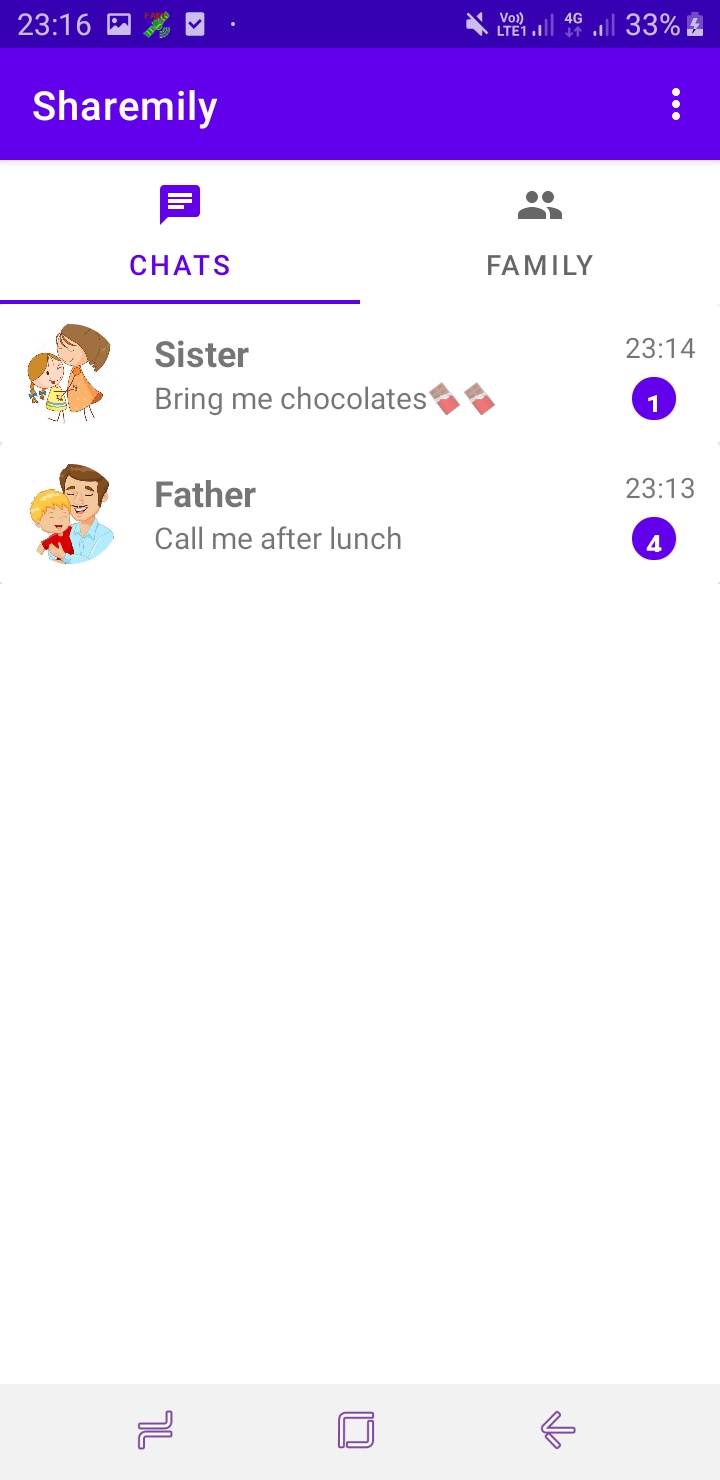 23:16
FAKE
Vo))
LTE1
4G
33%
Sharemily
CHATS
FAMILY
Sister
23:14
Bring me chocolates🍫🍫
1
Father
23:13
Call me after lunch
4